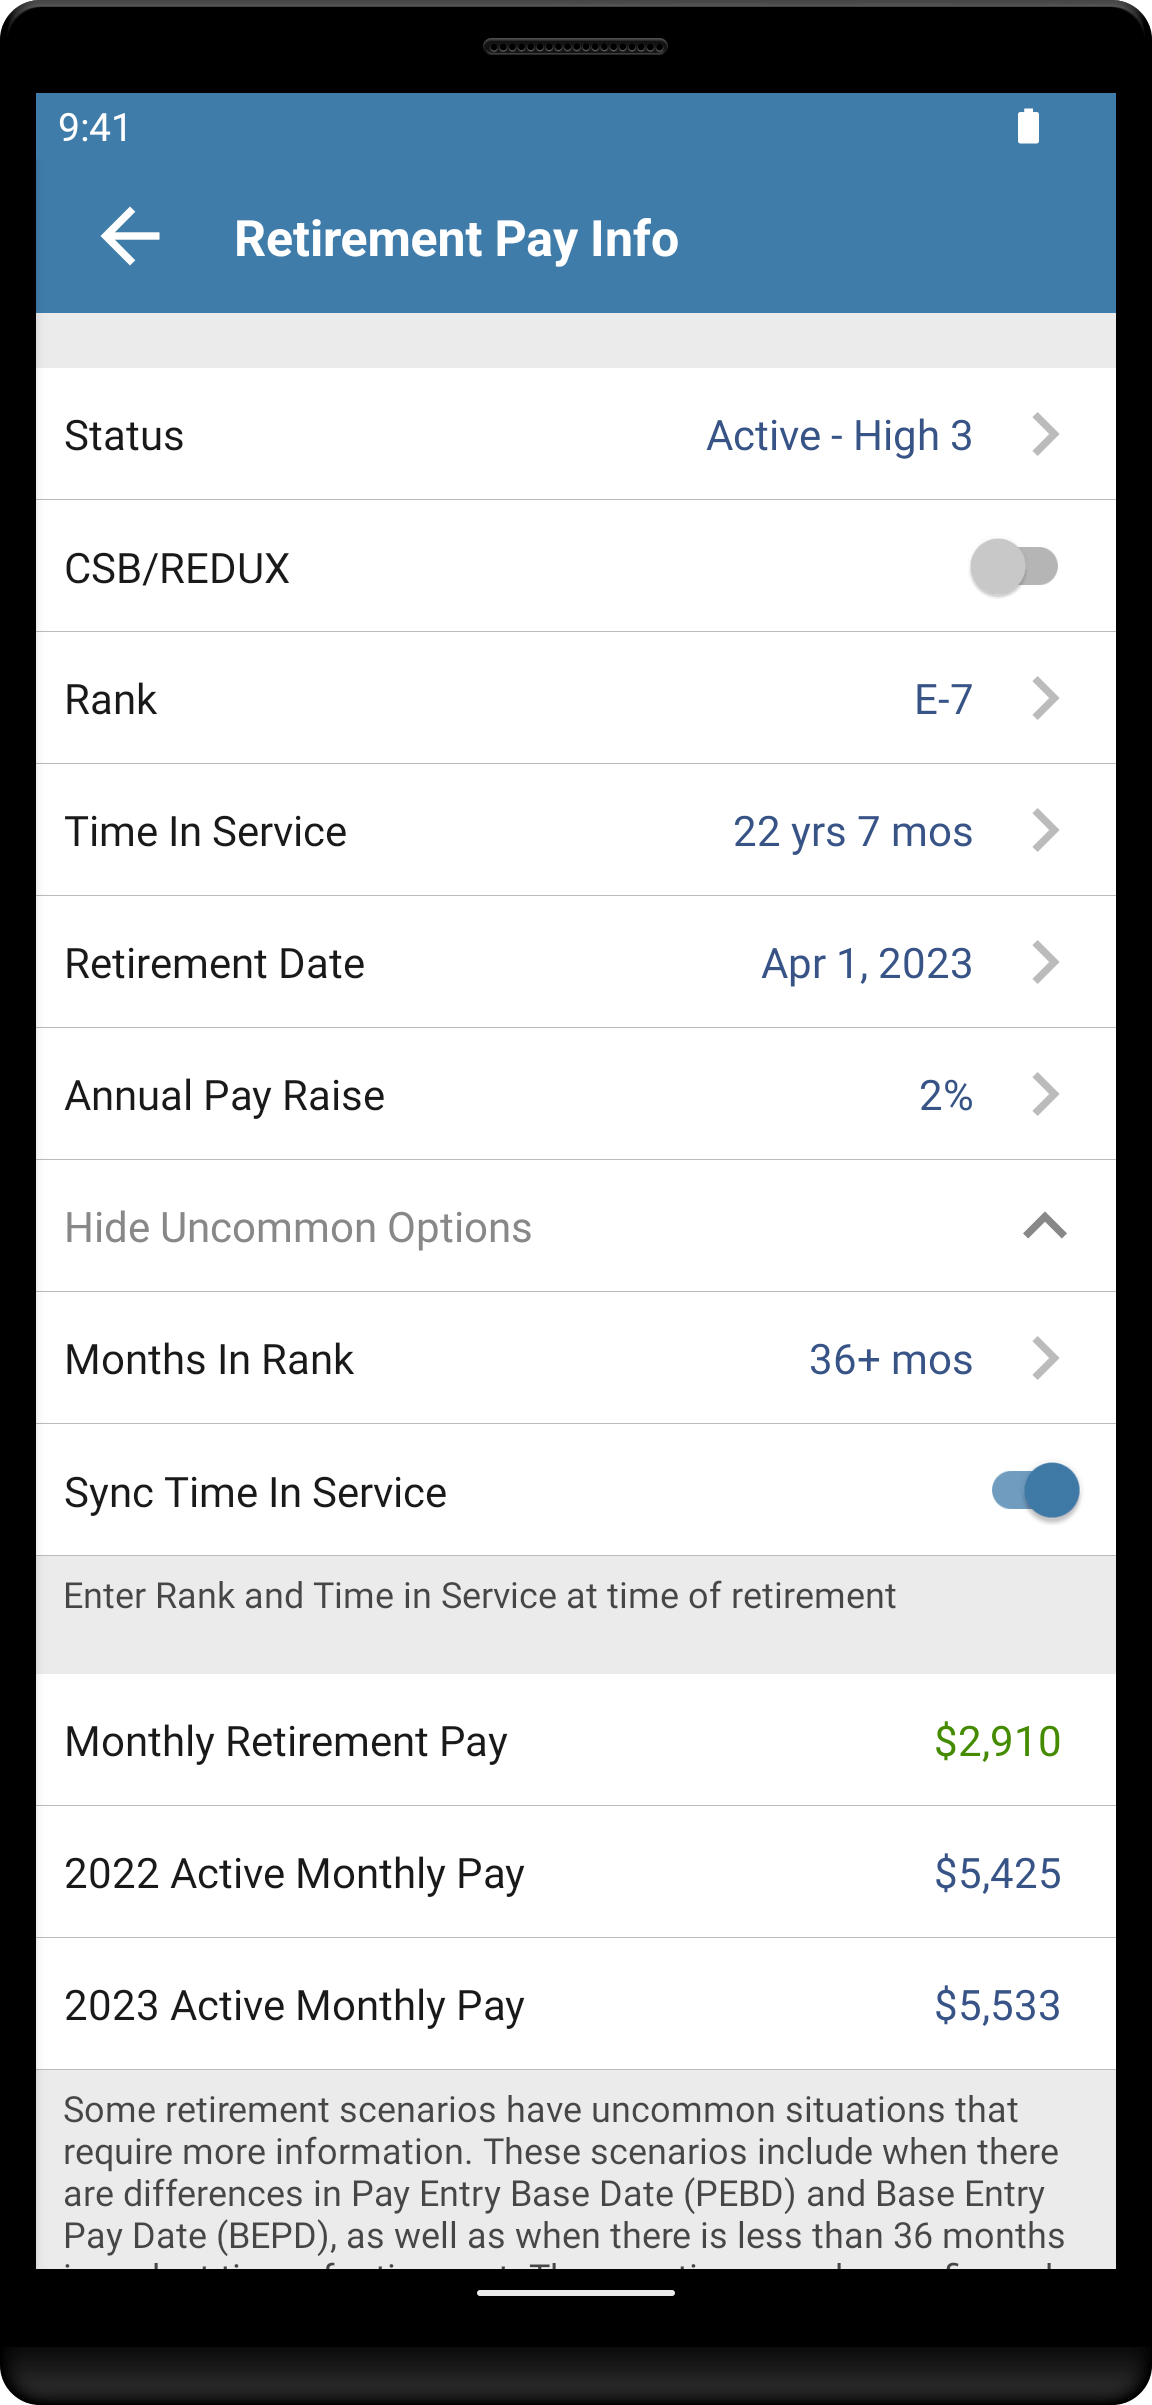 9:41
Retirement Pay Info
Status Active - High 3
CSB/REDUX
Rank E-7
Time In Service 22 yrs 7 mos
Retirement Date Apr 1, 2023
Annual Pay Raise 2%
Hide Uncommon Options
Months In Rank 36+ mos
Sync Time In Service
Enter Rank and Time in Service at time of retirement
Monthly Retirement Pay $2,910
2022 Active Monthly Pay $5,425
2023 Active Monthly Pay $5,533
Some retirement scenarios have uncommon situations that
require more information. These scenarios include when there
are differences in Pay Entry Base Date (PEBD) and Base Entry
Pay Date (BEPD), as well as when there is less than 36 months